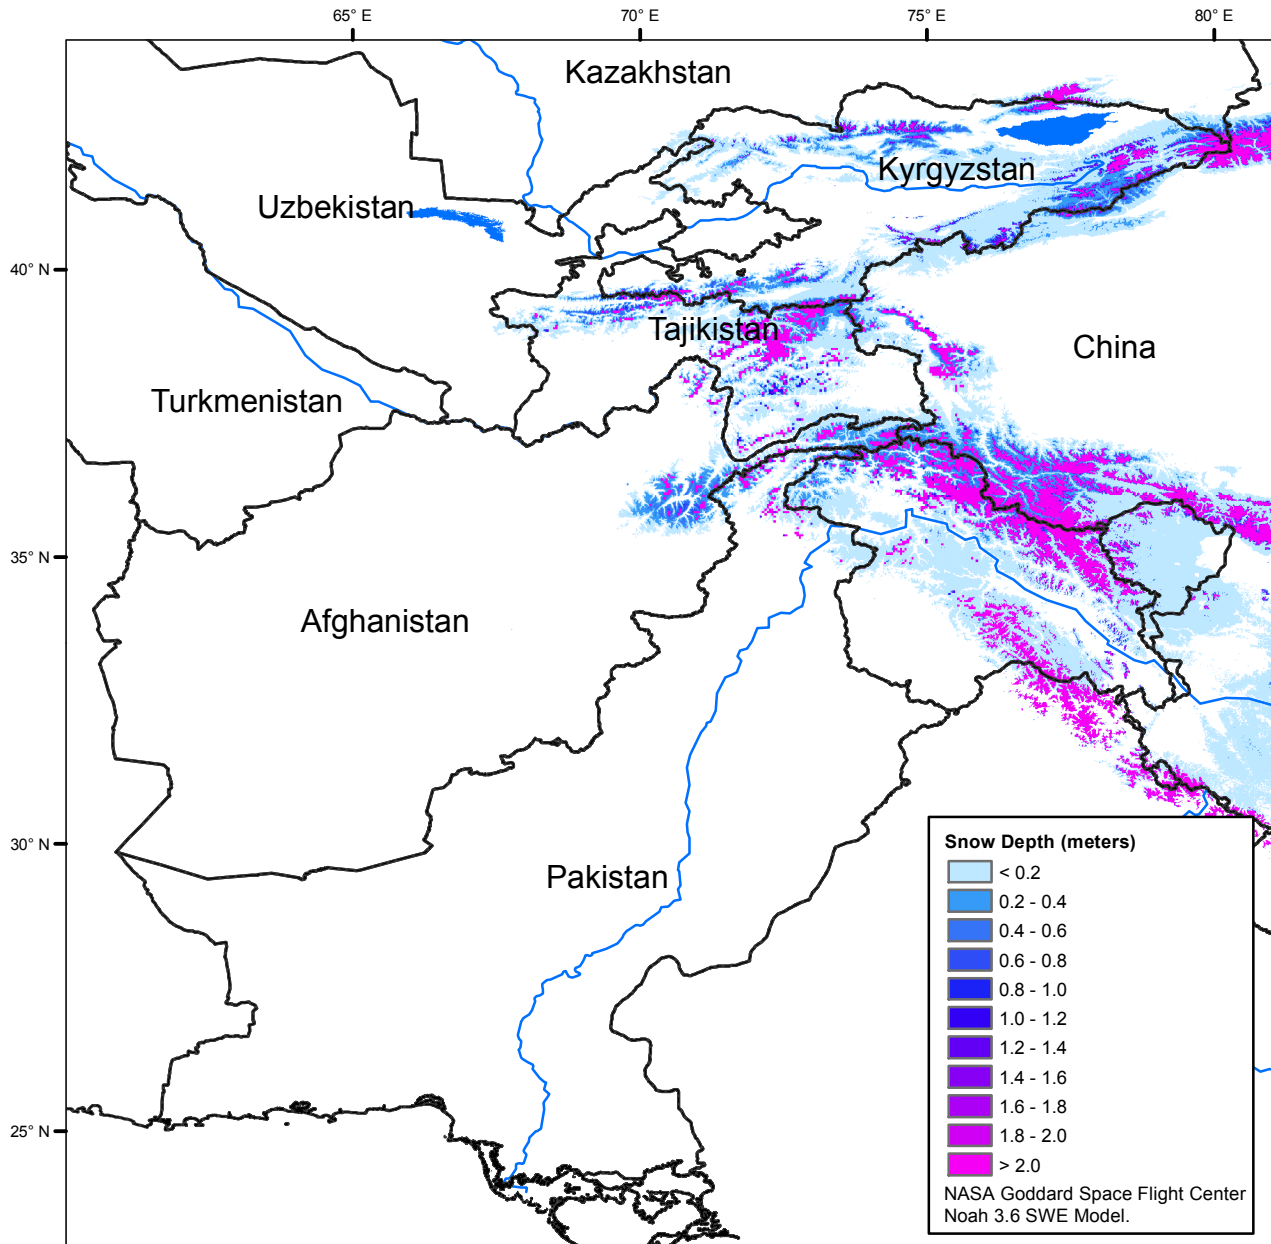 65° E
70° E
75° E
80° E
Kazakhstan
Kyrgyzstan
Uzbekistan
40° N
Tajikistan
China
Turkmenistan
35° N
Afghanistan
30° N
Pakistan
25° N
Snow Depth (meters)
< 0.2
0.2 - 0.4
0.4 - 0.6
0.6 - 0.8
0.8 - 1.0
1.0 - 1.2
1.2 - 1.4
1.4 - 1.6
1.6 - 1.8
1.8 - 2.0
> 2.0
NASA Goddard Space Flight Center
Noah 3.6 SWE Model.